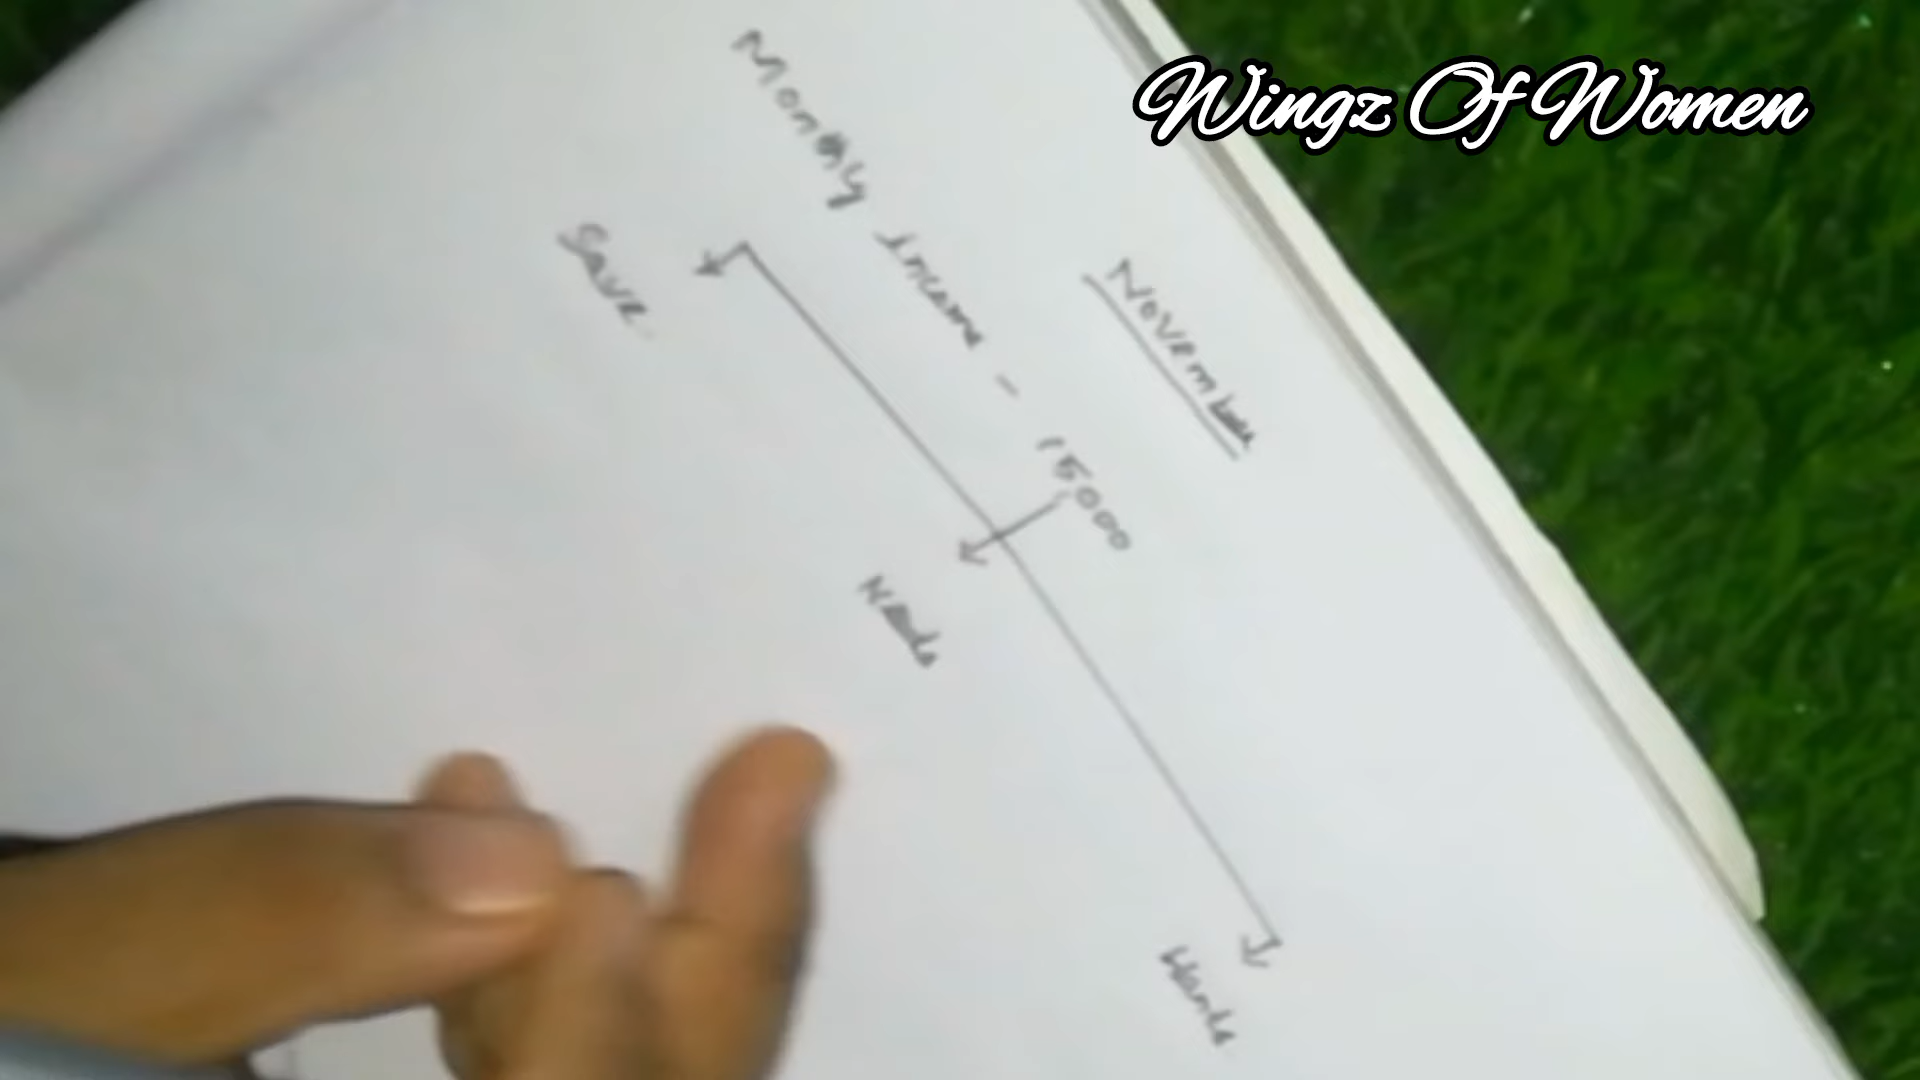 Wingz Of Women
November
Monthly income - 15000
Save
Needs
Wants